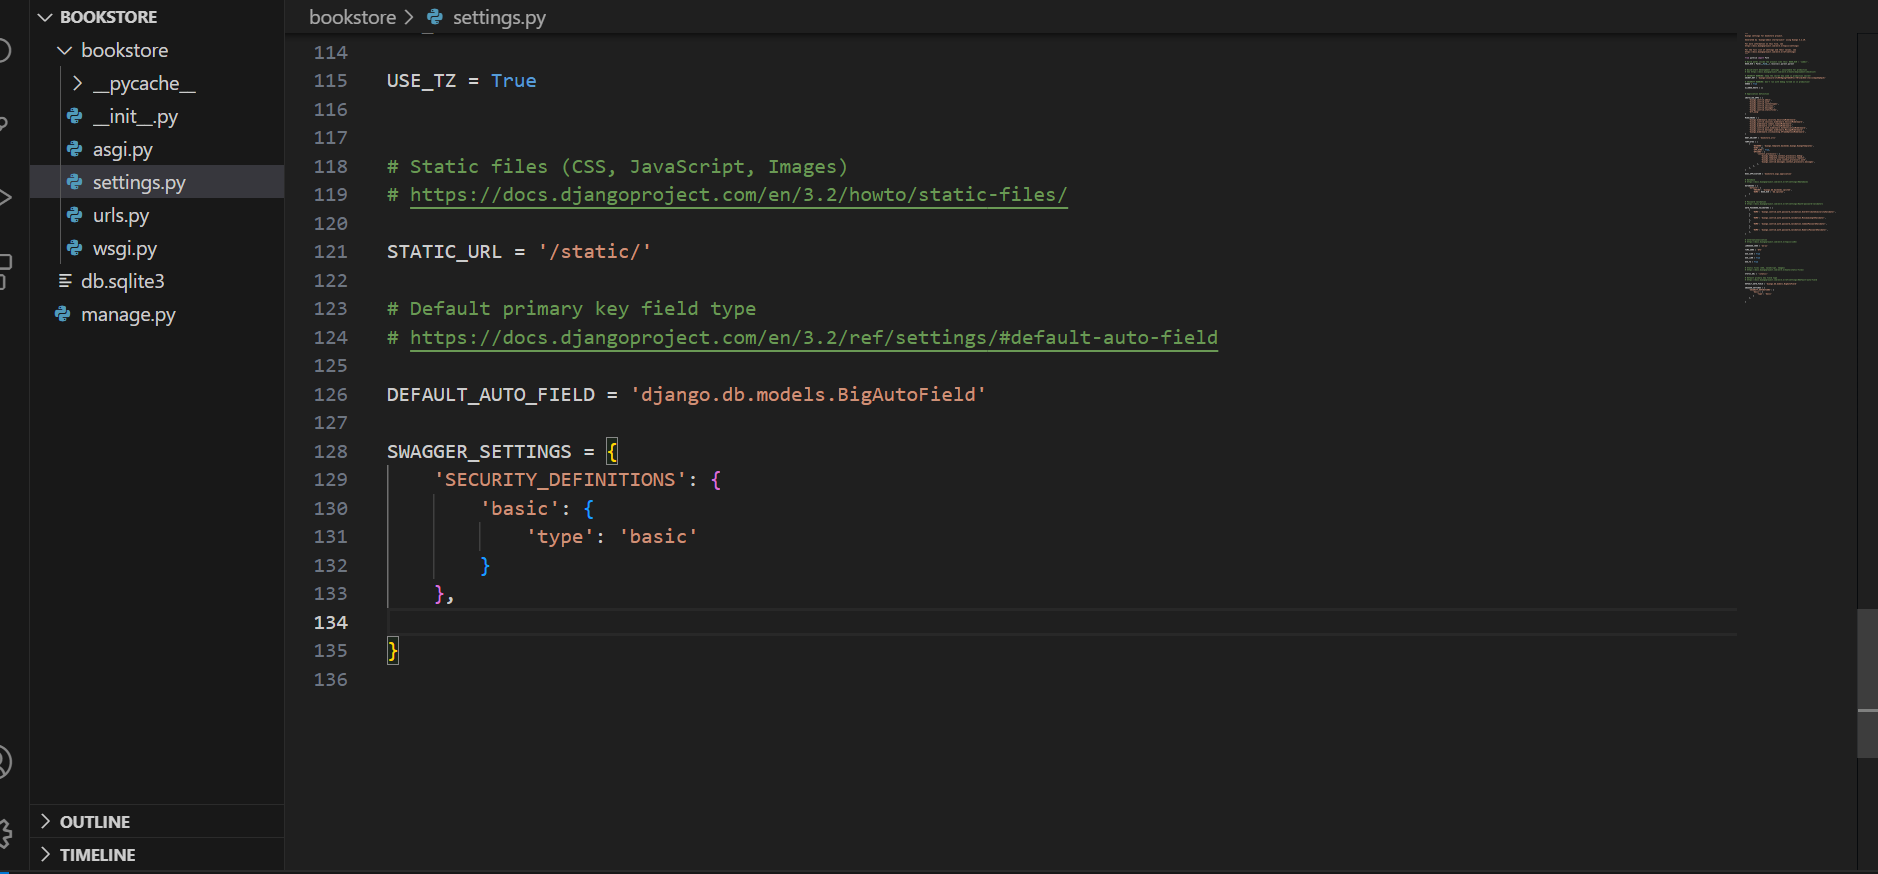 BOOKSTORE
bookstore
__pycache__
__init__.py
asgi.py
settings.py
urls.py
wsgi.py
db.sqlite3
manage.py
OUTLINE
TIMELINE
bookstore > settings.py
114
115 USE_TZ = True
116
117
118 # Static files (CSS, JavaScript, Images)
119 # https://docs.djangoproject.com/en/3.2/howto/static-files/
120
121 STATIC_URL = '/static/'
122
123 # Default primary key field type
124 # https://docs.djangoproject.com/en/3.2/ref/settings/#default-auto-field
125
126 DEFAULT_AUTO_FIELD = 'django.db.models.BigAutoField'
127
128 SWAGGER_SETTINGS = {
129     'SECURITY_DEFINITIONS': {
130         'basic': {
131             'type': 'basic'
132         }
133     },
134
135 }
136